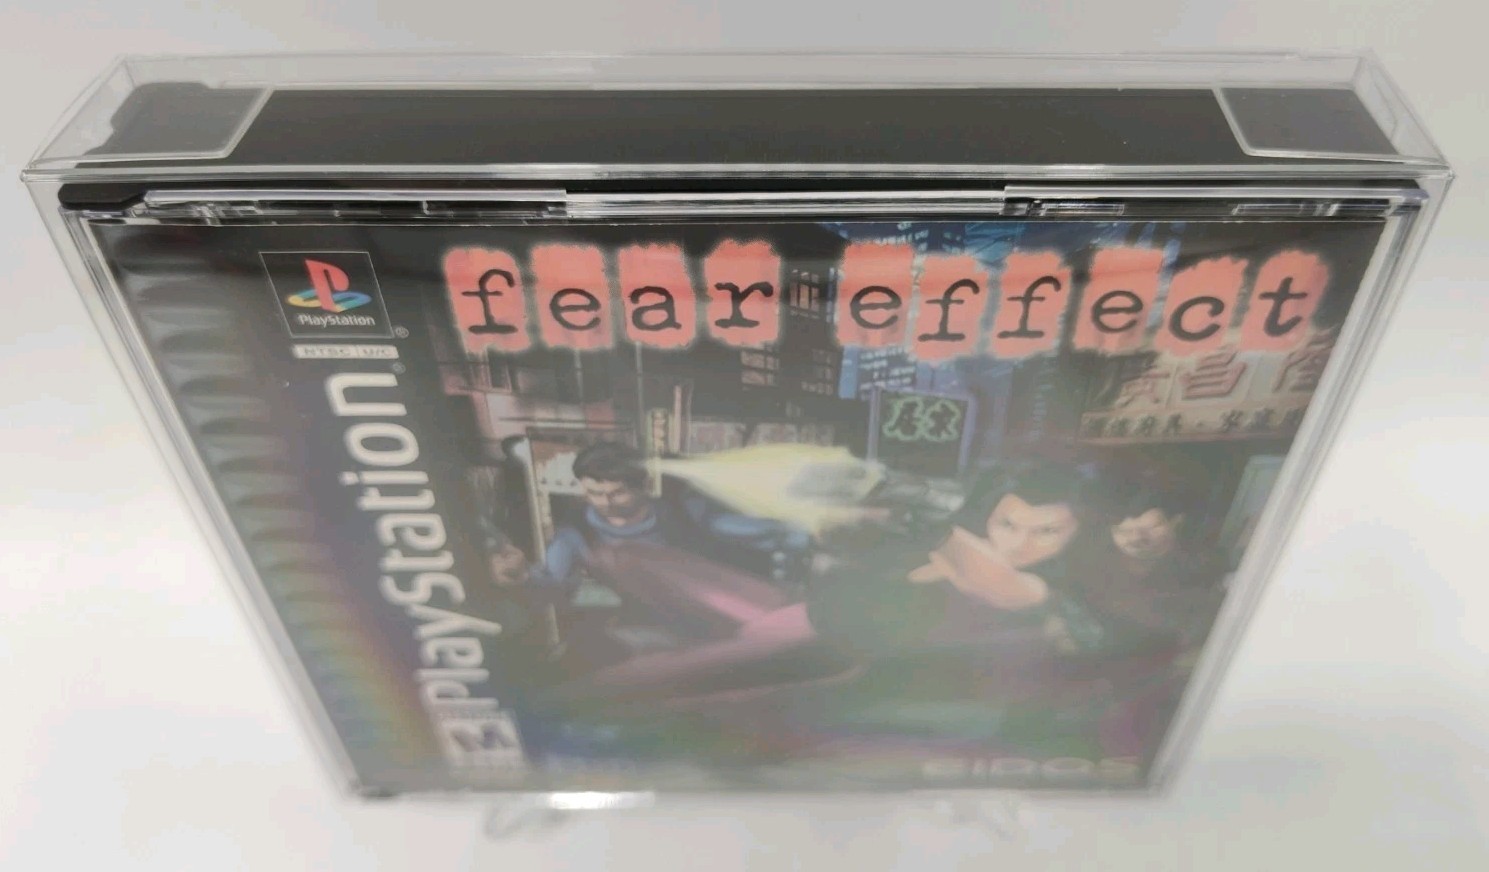 fear effect
PlayStation
®
NTSC U/C
PlayStation®
M
eidos